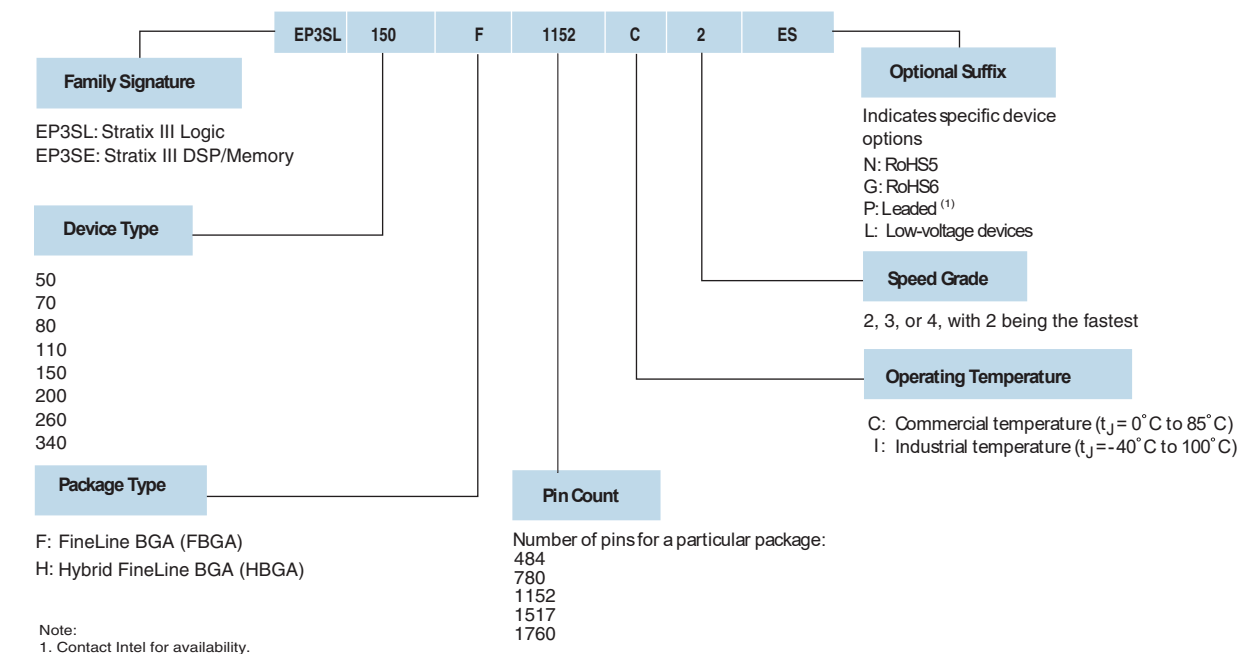 EP3SL 150 F 1152 C 2 ES
Family Signature
EP3SL: Stratix III Logic
EP3SE: Stratix III DSP/Memory
Device Type
50
70
80
110
150
200
260
340
Package Type
F: FineLine BGA (FBGA)
H: Hybrid FineLine BGA (HBGA)
Note:
1. Contact Intel for availability.
Pin Count
Number of pins for a particular package:
484
780
1152
1517
1760
Optional Suffix
Indicates specific device
options
N: RoHS5
G: RoHS6
P: Leaded (1)
L: Low-voltage devices
Speed Grade
2, 3, or 4, with 2 being the fastest
Operating Temperature
C: Commercial temperature (tJ = 0˚C to 85˚C)
I: Industrial temperature (tJ = -40˚C to 100˚C)